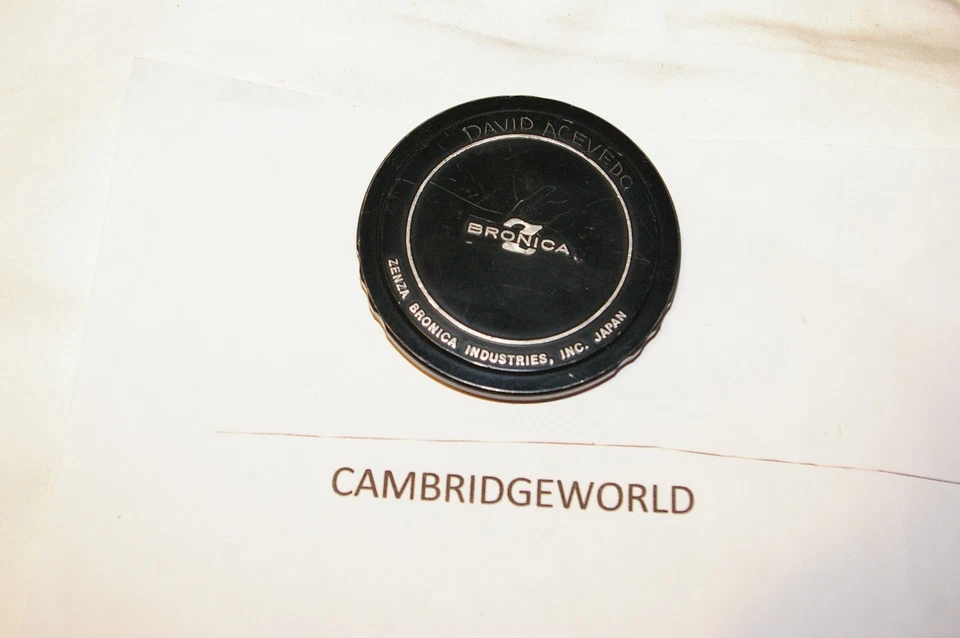 DAVID ACEVEDO
BRONICA
Z
ZENZA BRONICA INDUSTRIES, INC. JAPAN
CAMBRIDGEWORLD